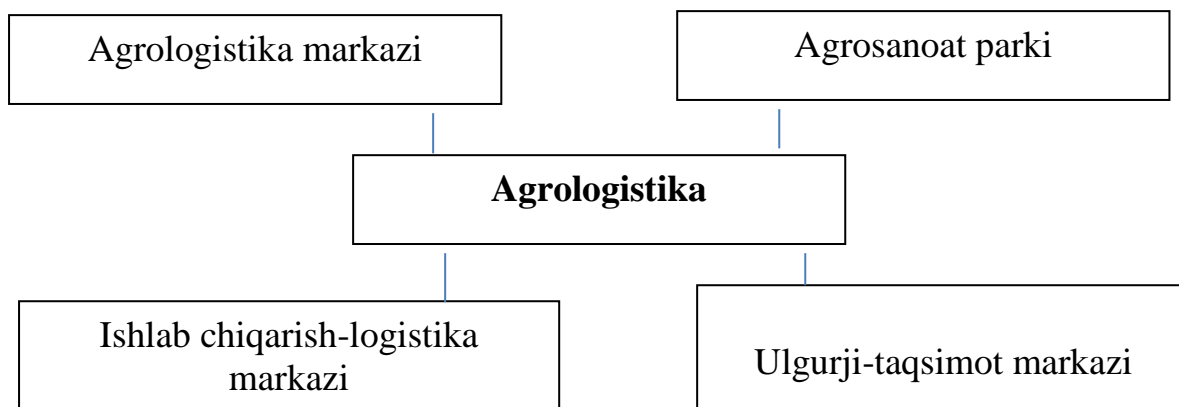 Agrologistika markazi
Agrosanoat parki
Agrologistika
Ishlab chiqarish-logistika
markazi
Ulgurji-taqsimot markazi